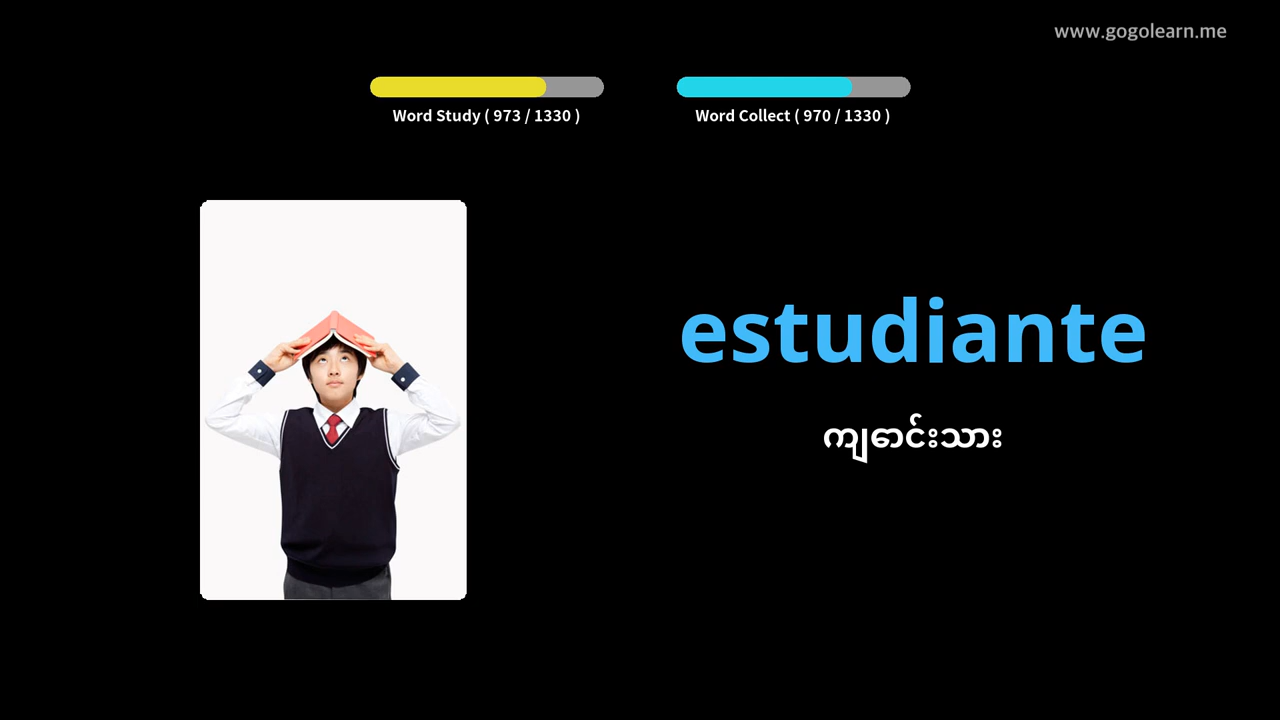 www.gogolearn.me
Word Study ( 973 / 1330 )
Word Collect ( 970 / 1330 )
estudiante
ကျောင်းသား